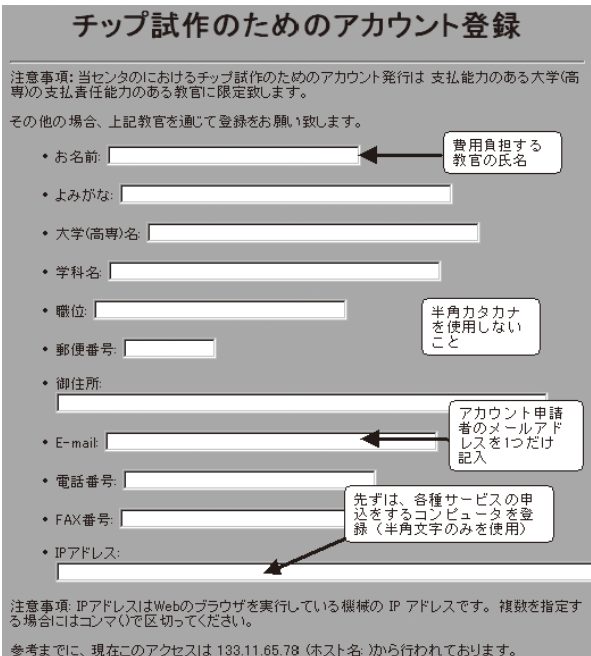 チップ試作のためのアカウント登録
注意事項: 当センタのにおけるチップ試作のためのアカウント発行は 支払能力のある大学(高
専)の支払責任能力のある教官に限定致します。
その他の場合、上記教官を通じて登録をお願い致します。
• お名前:
費用負担する
教官の氏名
• よみがな:
• 大学(高専)名:
• 学科名:
• 職位:
半角カタカナ
を使用しない
こと
• 郵便番号:
• 御住所:
アカウント申請
者のメールアド
レスを1つだけ
記入
• E-mail:
• 電話番号:
先ずは、各種サービスの申
込をするコンピュータを登
録（半角文字のみを使用）
• FAX番号:
• IPアドレス:
注意事項: IPアドレスはWebのブラウザを実行している機械の IP アドレスです。複数を指定す
る場合にはコンマ()で区切ってください。
参考までに、現在このアクセスは 133.11.65.78 (ホスト名: )から行われております。